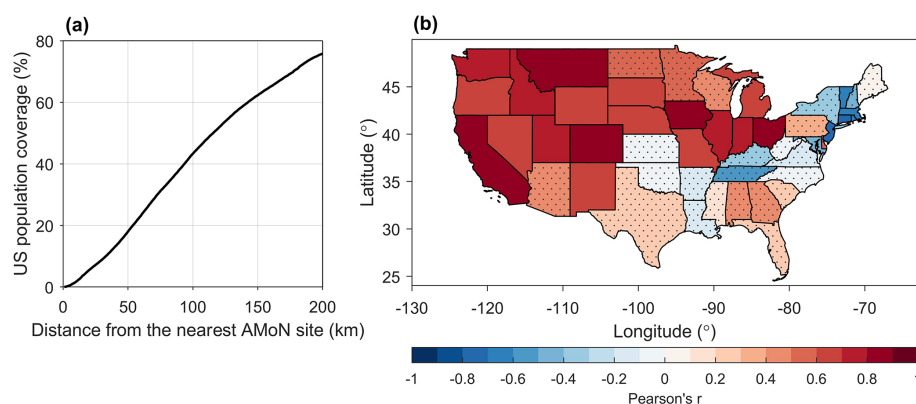 (a)
80
60
40
20
0
US population coverage (%)
0 50 100 150 200
Distance from the nearest AMoN site (km)
(b)
45
40
35
30
25
Latitude (°)
-130 -120 -110 -100 -90 -80 -70
Longitude (°)
-1 -0.8 -0.6 -0.4 -0.2 0 0.2 0.4 0.6 0.8 1
Pearson's r